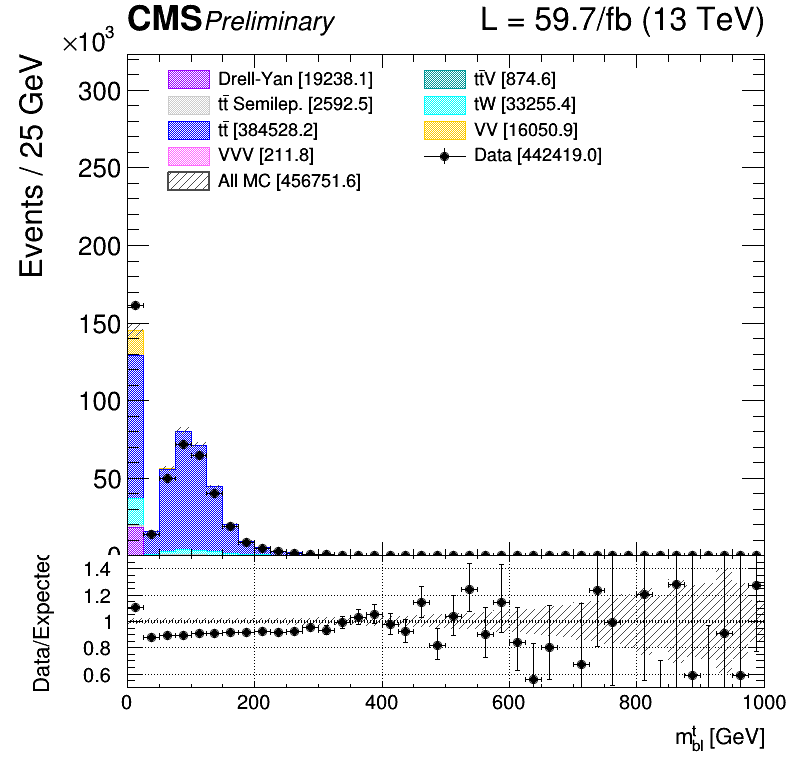 CMS Preliminary L = 59.7/fb (13 TeV)
×10³
Events / 25 GeV
300
250
200
150
100
50
0
Drell-Yan [19238.1]
tt̄ Semilep. [2592.5]
tt̄ [384528.2]
VVV [211.8]
All MC [456751.6]
tt̄V [874.6]
tW [33255.4]
VV [16050.9]
Data [442419.0]
Data/Expected
1.4
1.2
1
0.8
0.6
0 200 400 600 800 1000
m^t_bl [GeV]